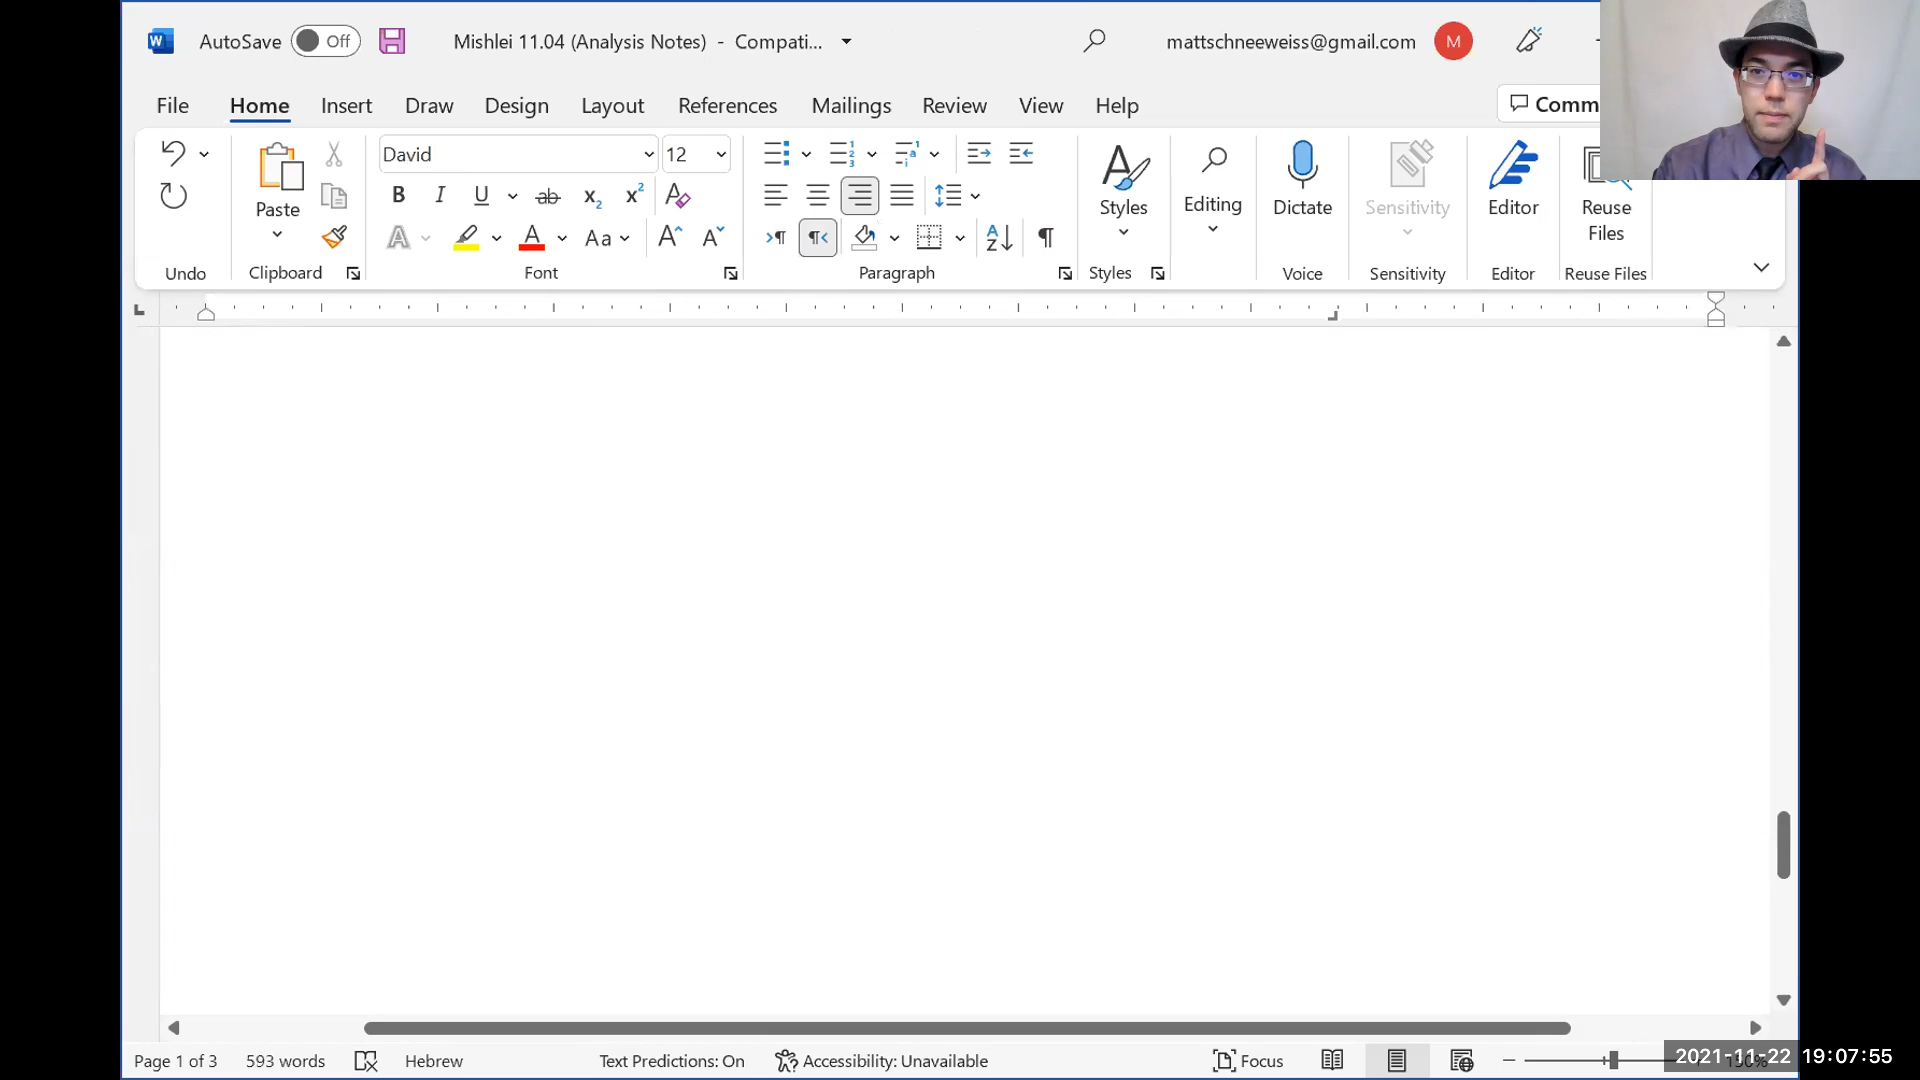 AutoSave Off Mishlei 11.04 (Analysis Notes) - Compati... mattschneeweiss@gmail.com M
File Home Insert Draw Design Layout References Mailings Review View Help Comm
David 12
Paste Styles Editing Dictate Sensitivity Editor Reuse Files
Undo Clipboard Font Paragraph Styles Voice Sensitivity Editor Reuse Files
Page 1 of 3 593 words Hebrew Text Predictions: On Accessibility: Unavailable Focus
2021-11-22 19:07:55